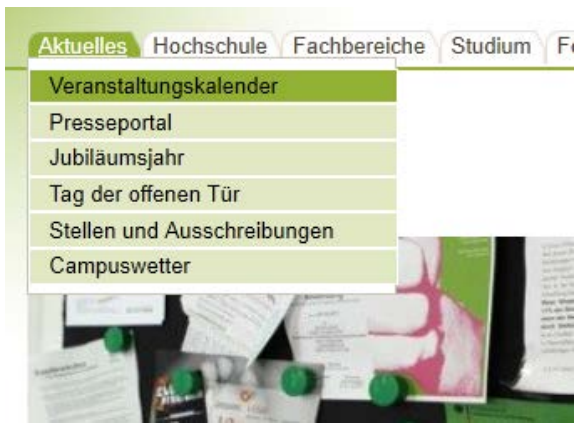 Aktuelles Hochschule Fachbereiche Studium
Veranstaltungskalender
Presseportal
Jubiläumsjahr
Tag der offenen Tür
Stellen und Ausschreibungen
Campuswetter